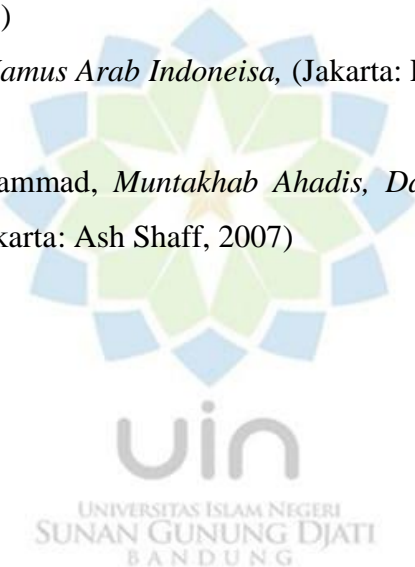 )
Kamus Arab Indoneisa, (Jakarta:
ammad, Muntakhab Ahadis,
karta: Ash Shaff, 2007)
uin
UNIVERSITAS ISLAM NEGERI
SUNAN GUNUNG DJATI
BANDUNG